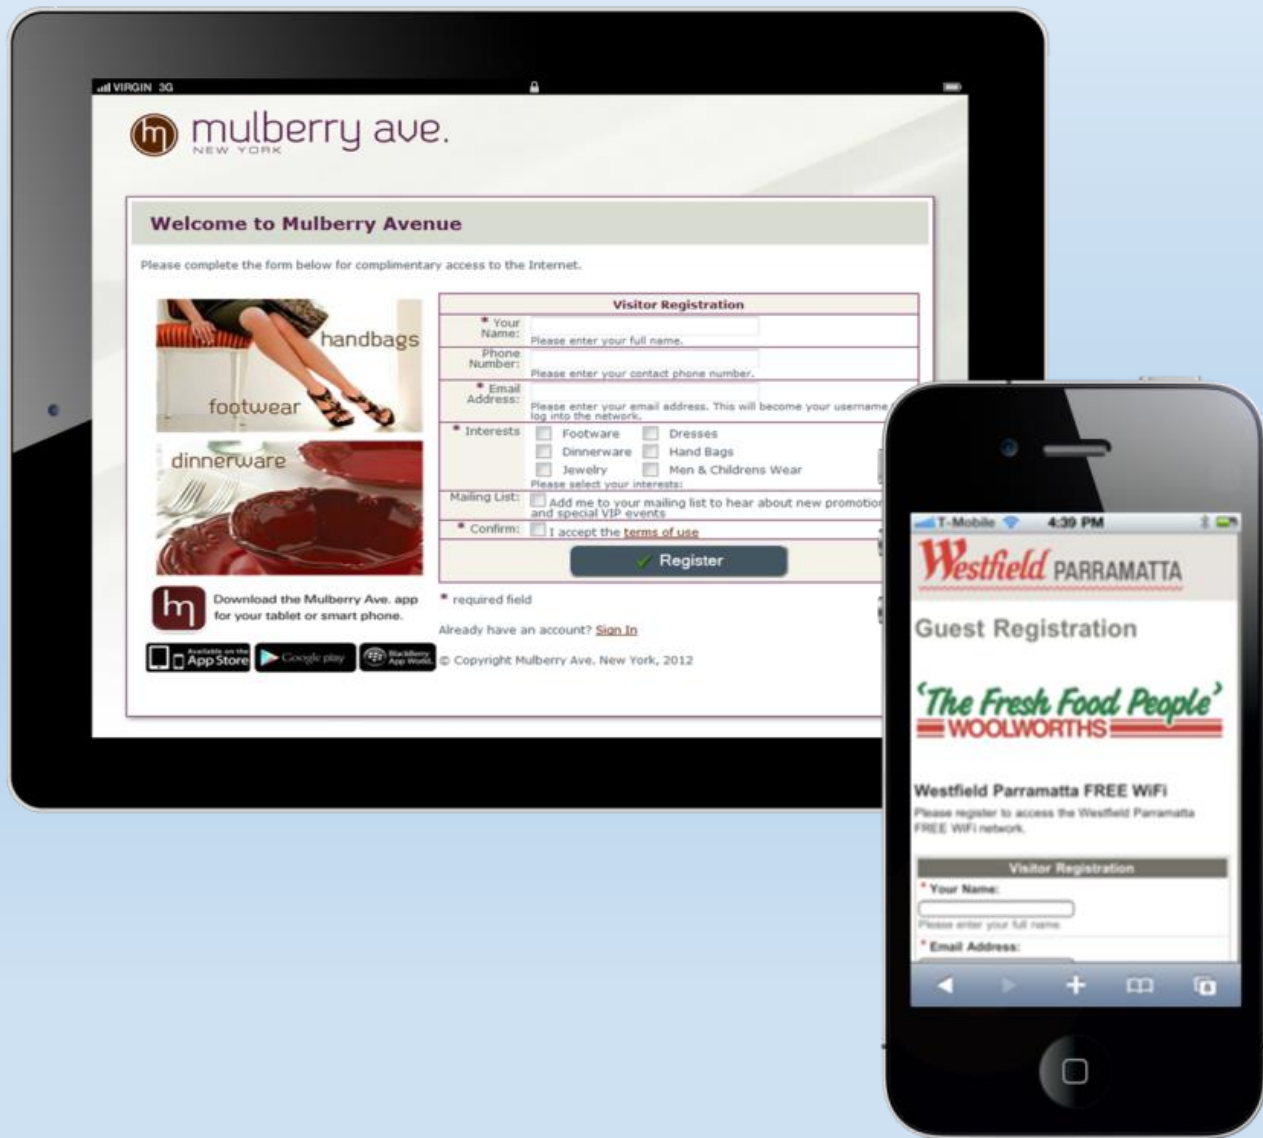 VIRGIN 3G
mulberry ave.
NEW YORK
Welcome to Mulberry Avenue
Please complete the form below for complimentary access to the Internet.
handbags
footwear
dinnerware
Download the Mulberry Ave. app
for your tablet or smart phone.
Available on the
App Store
Google play
BlackBerry
App World
Visitor Registration
* Your
Name:
Please enter your full name.
Phone
Number:
Please enter your contact phone number.
* Email
Address:
Please enter your email address. This will become your username
log into the network.
* Interests
Footware Dresses
Dinnerware Hand Bags
Jewelry Men & Childrens Wear
Please select your interests:
Mailing List:
Add me to your mailing list to hear about new promotion
and special VIP events
* Confirm: I accept the terms of use
Register
* required field
Already have an account? Sign In
© Copyright Mulberry Ave. New York, 2012
T-Mobile 4:39 PM
Westfield PARRAMATTA
Guest Registration
'The Fresh Food People'
WOOLWORTHS
Westfield Parramatta FREE WiFi
Please register to access the Westfield Parramatta
FREE WiFi network.
Visitor Registration
* Your Name:
Please enter your full name.
* Email Address: